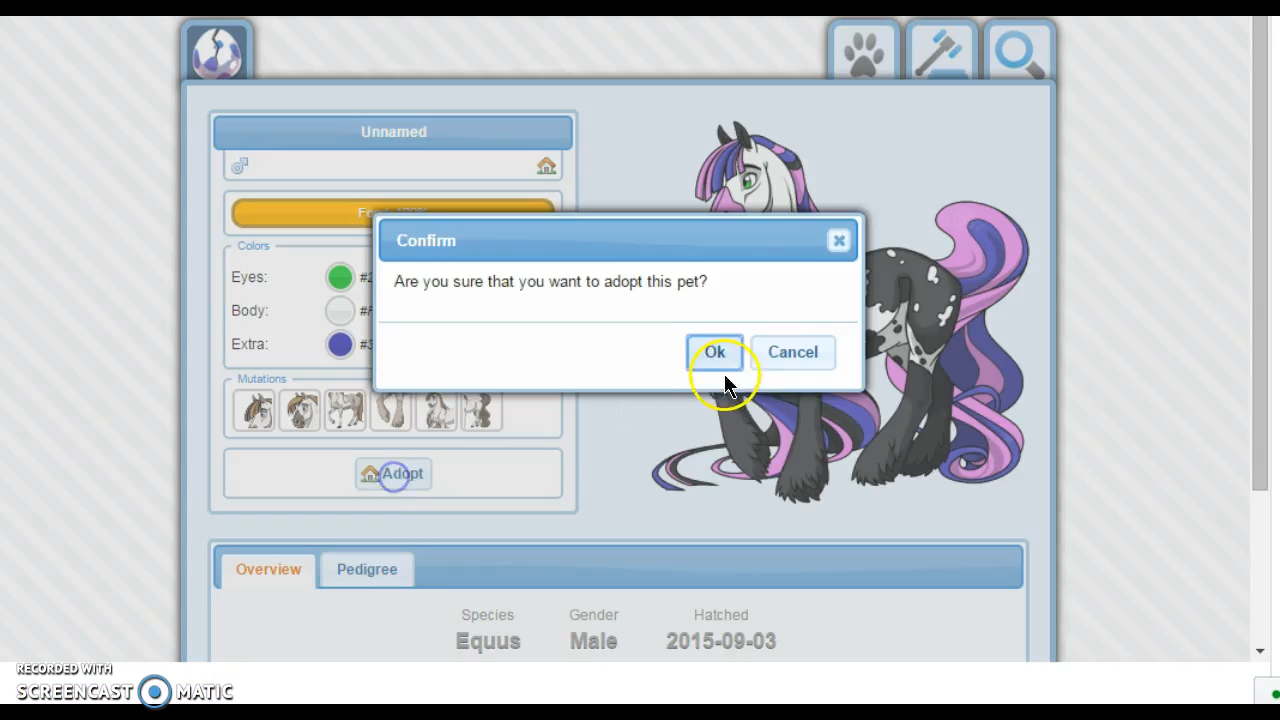 Unnamed
Confirm
Are you sure that you want to adopt this pet?
Ok
Cancel
Colors
Eyes:
Body:
Extra:
Mutations
Adopt
Overview
Pedigree
Species
Gender
Hatched
Equus
Male
2015-09-03
RECORDED WITH
SCREENCAST MATIC